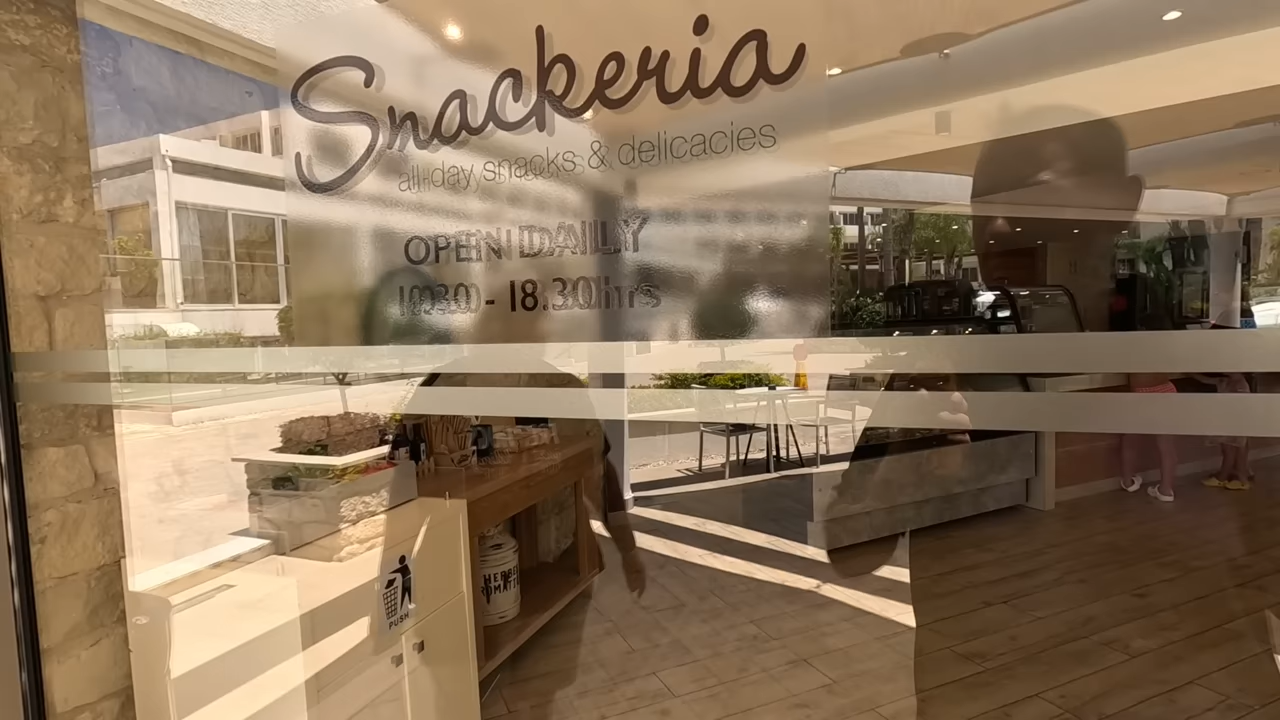 Snackeria
all-day snacks & delicacies
OPEN DAILY
10.30 - 18.30hrs
PUSH